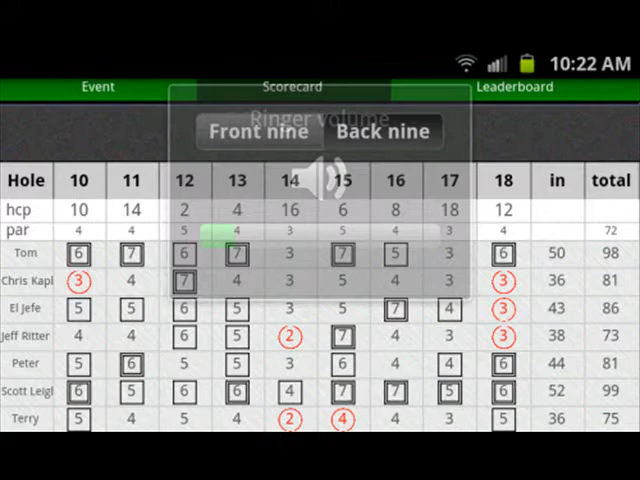 10:22 AM
Event Scorecard Leaderboard
Ringer volume
Front nine Back nine
Hole 10 11 12 13 14 15 16 17 18 in total
hcp 10 14 2 4 16 6 8 18 12
par 4 4 5 4 3 5 4 3 4 72
Tom 6 7 6 7 3 7 5 3 6 50 98
Chris Kapl 3 4 7 4 3 5 4 3 3 36 81
El Jefe 5 5 6 5 3 5 7 4 3 43 86
Jeff Ritter 4 4 6 5 2 7 4 3 3 38 73
Peter 5 6 5 5 3 6 4 4 6 44 81
Scott Leigl 6 5 6 6 4 7 7 5 6 52 99
Terry 5 4 5 4 2 4 4 3 5 36 75